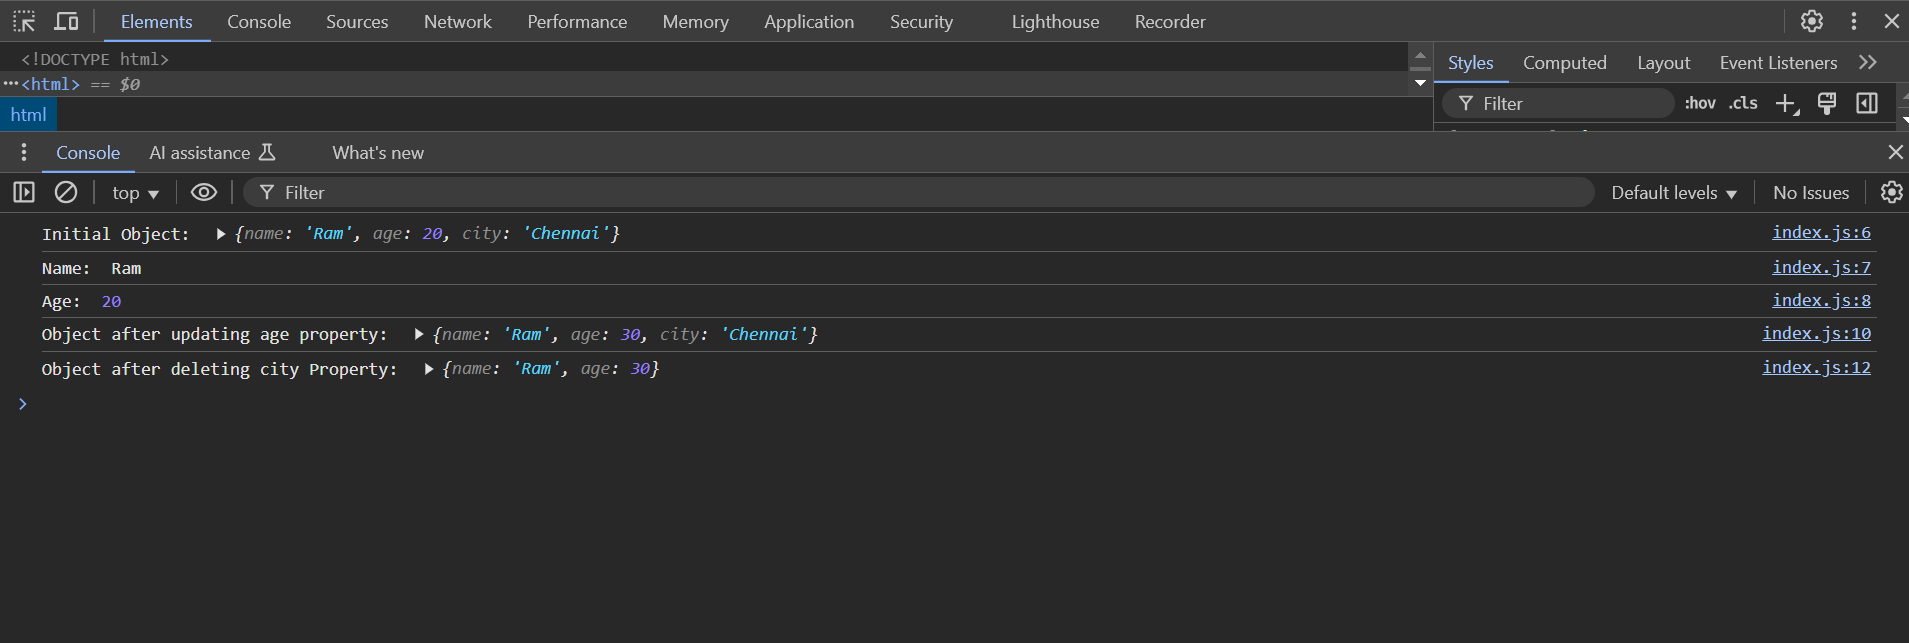 Elements Console Sources Network Performance Memory Application Security Lighthouse Recorder
<!DOCTYPE html>
<html> == $0
html
Styles Computed Layout Event Listeners
Filter :hov .cls
Console AI assistance What's new
top Filter Default levels No Issues
Initial Object: {name: 'Ram', age: 20, city: 'Chennai'} index.js:6
Name: Ram index.js:7
Age: 20 index.js:8
Object after updating age property: {name: 'Ram', age: 30, city: 'Chennai'} index.js:10
Object after deleting city Property: {name: 'Ram', age: 30} index.js:12